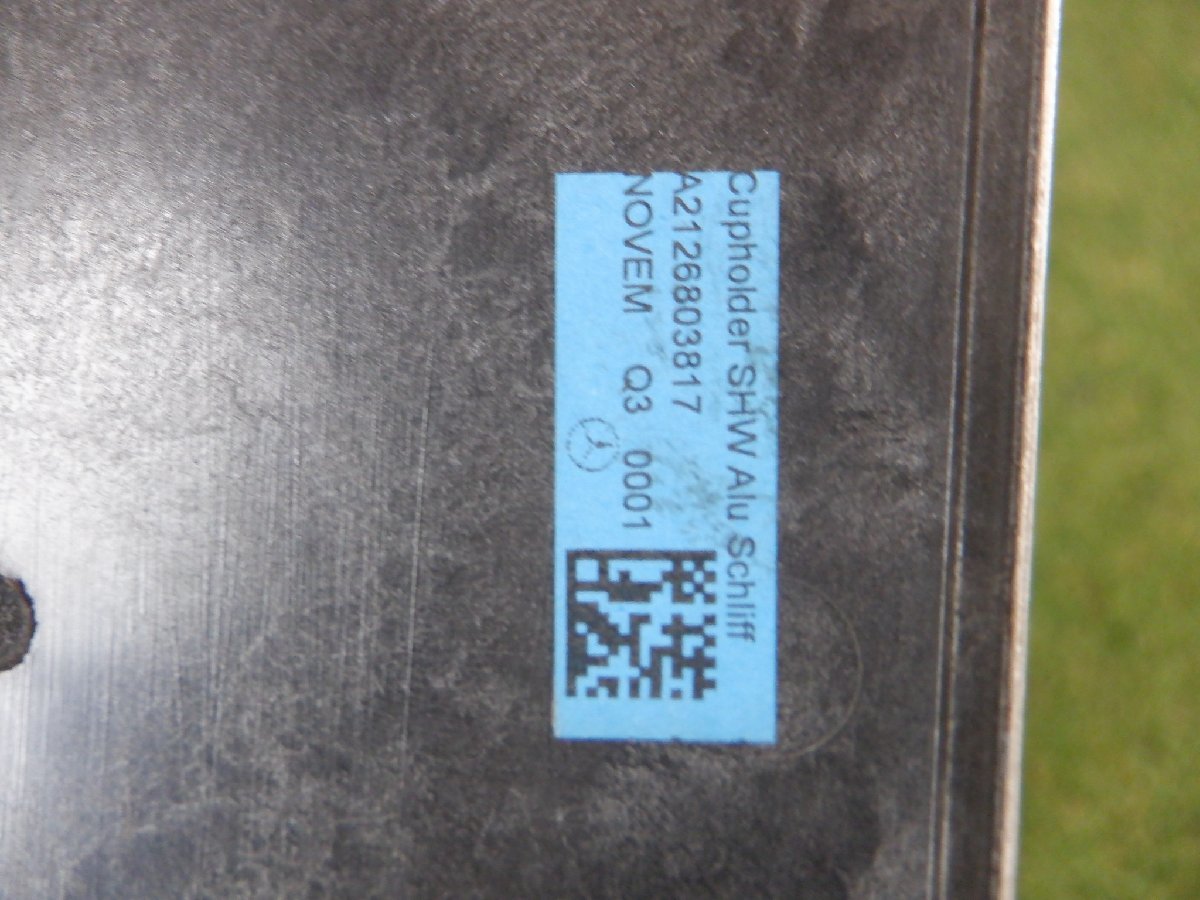 Cupholder SHW Alu Schliff
A2126803817
NOVEM Q3 0001